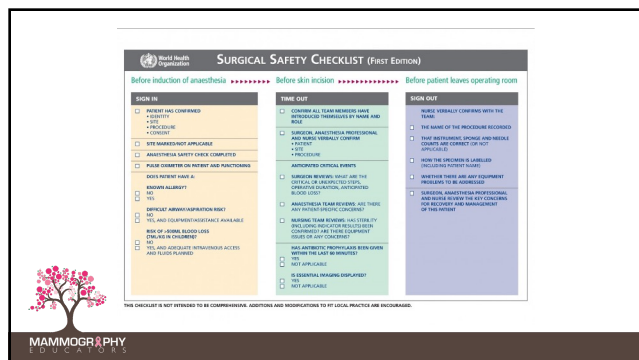 World Health
Organization
SURGICAL SAFETY CHECKLIST (FIRST EDITION)
Before induction of anaesthesia
Before skin incision
Before patient leaves operating room
SIGN IN
PATIENT HAS CONFIRMED
• IDENTITY
• SITE
• PROCEDURE
• CONSENT
SITE MARKED/NOT APPLICABLE
ANAESTHESIA SAFETY CHECK COMPLETED
PULSE OXIMETER ON PATIENT AND FUNCTIONING
DOES PATIENT HAVE A:
KNOWN ALLERGY?
NO
YES
DIFFICULT AIRWAY/ASPIRATION RISK?
NO
YES, AND EQUIPMENT/ASSISTANCE AVAILABLE
RISK OF >500ML BLOOD LOSS
(7ML/KG IN CHILDREN)?
NO
YES, AND ADEQUATE INTRAVENOUS ACCESS
AND FLUIDS PLANNED
TIME OUT
CONFIRM ALL TEAM MEMBERS HAVE
INTRODUCED THEMSELVES BY NAME AND
ROLE
SURGEON, ANAESTHESIA PROFESSIONAL
AND NURSE VERBALLY CONFIRM
• PATIENT
• SITE
• PROCEDURE
ANTICIPATED CRITICAL EVENTS
SURGEON REVIEWS: WHAT ARE THE
CRITICAL OR UNEXPECTED STEPS,
OPERATIVE DURATION, ANTICIPATED
BLOOD LOSS?
ANAESTHESIA TEAM REVIEWS: ARE THERE
ANY PATIENT-SPECIFIC CONCERNS?
NURSING TEAM REVIEWS: HAS STERILITY
(INCLUDING INDICATOR RESULTS) BEEN
CONFIRMED? ARE THERE EQUIPMENT
ISSUES OR ANY CONCERNS?
HAS ANTIBIOTIC PROPHYLAXIS BEEN GIVEN
WITHIN THE LAST 60 MINUTES?
YES
NOT APPLICABLE
IS ESSENTIAL IMAGING DISPLAYED?
YES
NOT APPLICABLE
SIGN OUT
NURSE VERBALLY CONFIRMS WITH THE
TEAM:
THE NAME OF THE PROCEDURE RECORDED
THAT INSTRUMENT, SPONGE AND NEEDLE
COUNTS ARE CORRECT (OR NOT
APPLICABLE)
HOW THE SPECIMEN IS LABELLED
(INCLUDING PATIENT NAME)
WHETHER THERE ARE ANY EQUIPMENT
PROBLEMS TO BE ADDRESSED
SURGEON, ANAESTHESIA PROFESSIONAL
AND NURSE REVIEW THE KEY CONCERNS
FOR RECOVERY AND MANAGEMENT
OF THIS PATIENT
THIS CHECKLIST IS NOT INTENDED TO BE COMPREHENSIVE. ADDITIONS AND MODIFICATIONS TO FIT LOCAL PRACTICE ARE ENCOURAGED.
MAMMOGRAPHY
EDUCATORS